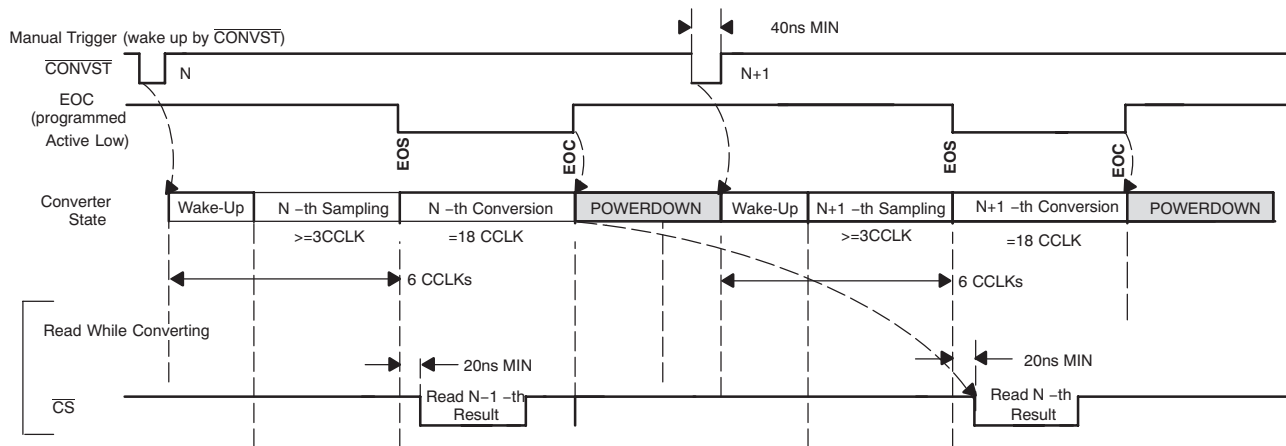 40ns MIN
Manual Trigger (wake up by CONVST)
CONVST
N
N+1
EOC
(programmed
Active Low)
EOS
EOC
EOS
EOC
Converter
State
Wake-Up
N −th Sampling
N −th Conversion
POWERDOWN
Wake-Up
N+1 −th Sampling
N+1 −th Conversion
POWERDOWN
>=3CCLK
=18 CCLK
>=3CCLK
=18 CCLK
6 CCLKs
6 CCLKs
Read While Converting
20ns MIN
20ns MIN
CS
Read N−1 −th
Result
Read N −th
Result